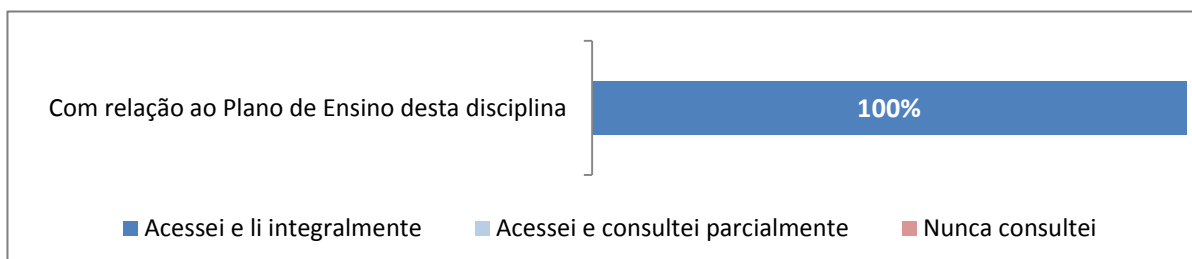 Com relação ao Plano de Ensino desta disciplina
100%
Acessei e li integralmente
Acessei e consultei parcialmente
Nunca consultei